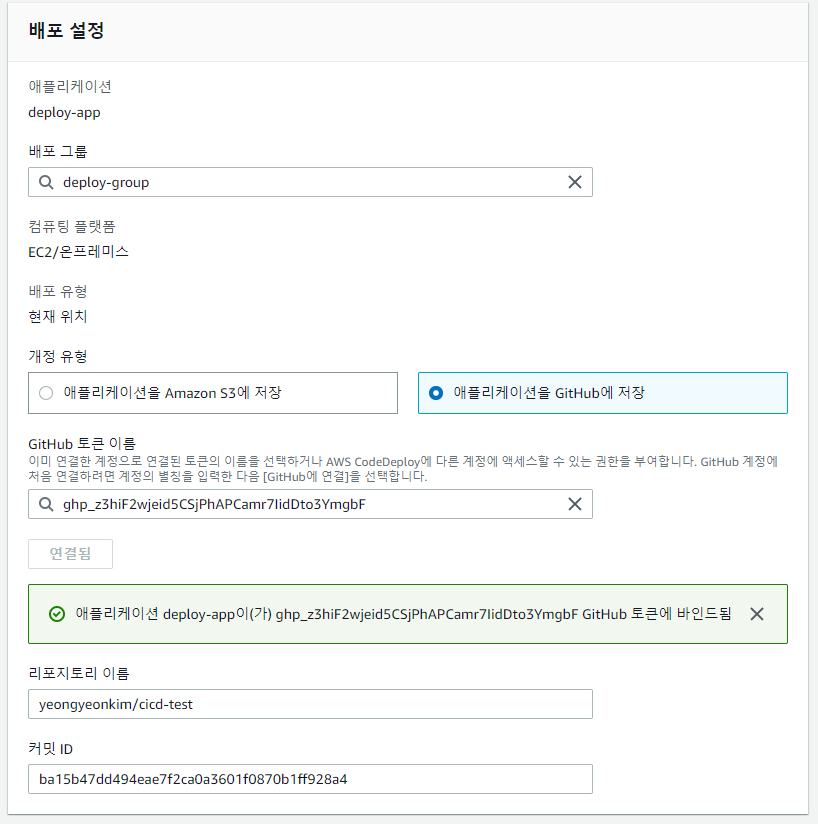 배포 설정
애플리케이션
deploy-app
배포 그룹
deploy-group
컴퓨팅 플랫폼
EC2/온프레미스
배포 유형
현재 위치
개정 유형
애플리케이션을 Amazon S3에 저장
애플리케이션을 GitHub에 저장
GitHub 토큰 이름
이미 연결한 계정으로 연결된 토큰의 이름을 선택하거나 AWS CodeDeploy에 다른 계정에 액세스할 수 있는 권한을 부여합니다. GitHub 계정에
처음 연결하려면 계정의 별칭을 입력한 다음 [GitHub에 연결]을 선택합니다.
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
연결됨
애플리케이션 deploy-app이(가) 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 GitHub 토큰에 바인드됨
리포지토리 이름
yeongyeonkim/cicd-test
커밋 ID
ba15b47dd494eae7f2ca0a3601f0870b1ff928a4